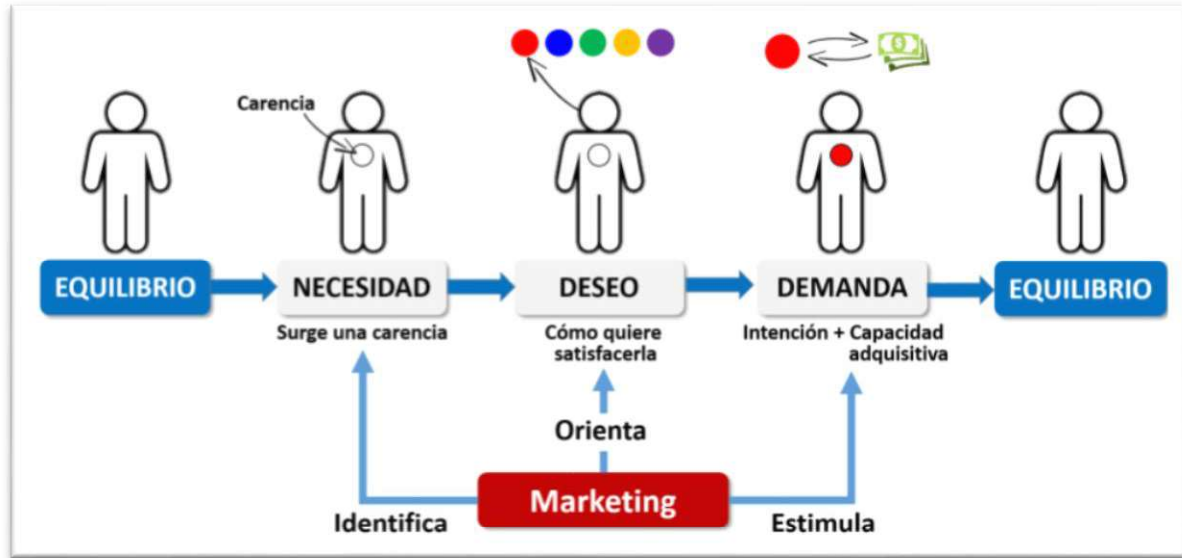 Carencia
$
EQUILIBRIO
NECESIDAD
DESEO
DEMANDA
EQUILIBRIO
Surge una carencia
Cómo quiere
satisfacerla
Intención + Capacidad
adquisitiva
Orienta
Marketing
Identifica
Estimula